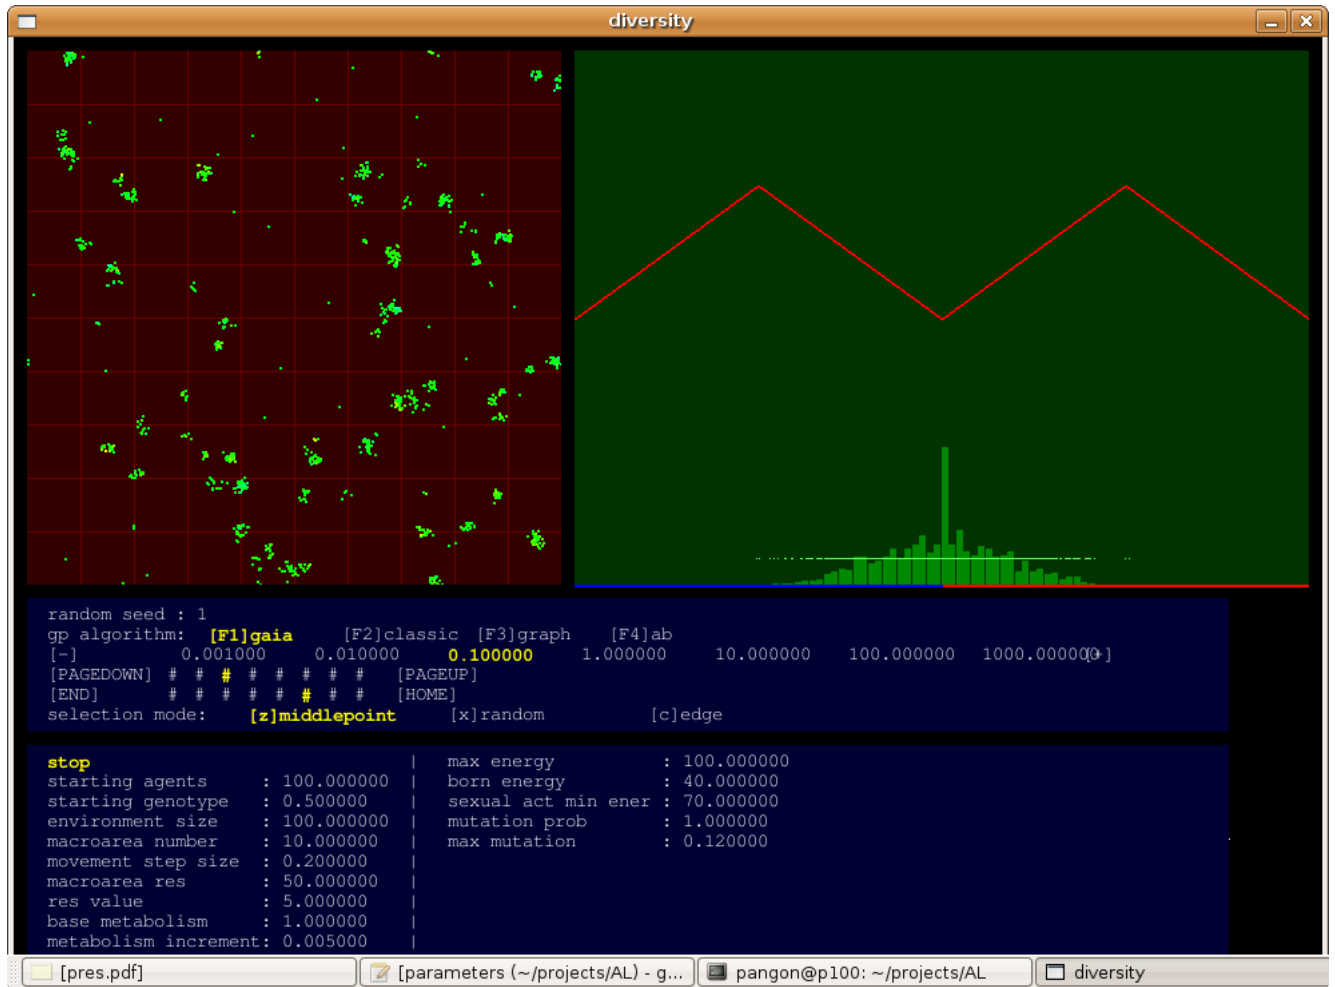 diversity
random seed : 1
gp algorithm: [F1]gaia [F2]classic [F3]graph [F4]ab
[-] 0.001000 0.010000 0.100000 1.000000 10.000000 100.000000 1000.000000[+]
[PAGEDOWN] # # # # # # # # [PAGEUP]
[END] # # # # # # # # [HOME]
selection mode: [z]middlepoint [x]random [c]edge
stop | max energy : 100.000000
starting agents : 100.000000 | born energy : 40.000000
starting genotype : 0.500000 | sexual act min ener : 70.000000
environment size : 100.000000 | mutation prob : 1.000000
macroarea number : 10.000000 | max mutation : 0.120000
movement step size : 0.200000 |
macroarea res : 50.000000 |
res value : 5.000000 |
base metabolism : 1.000000 |
metabolism increment: 0.005000 |
[pres.pdf] [parameters (~/projects/AL) - g... pangon@p100: ~/projects/AL diversity